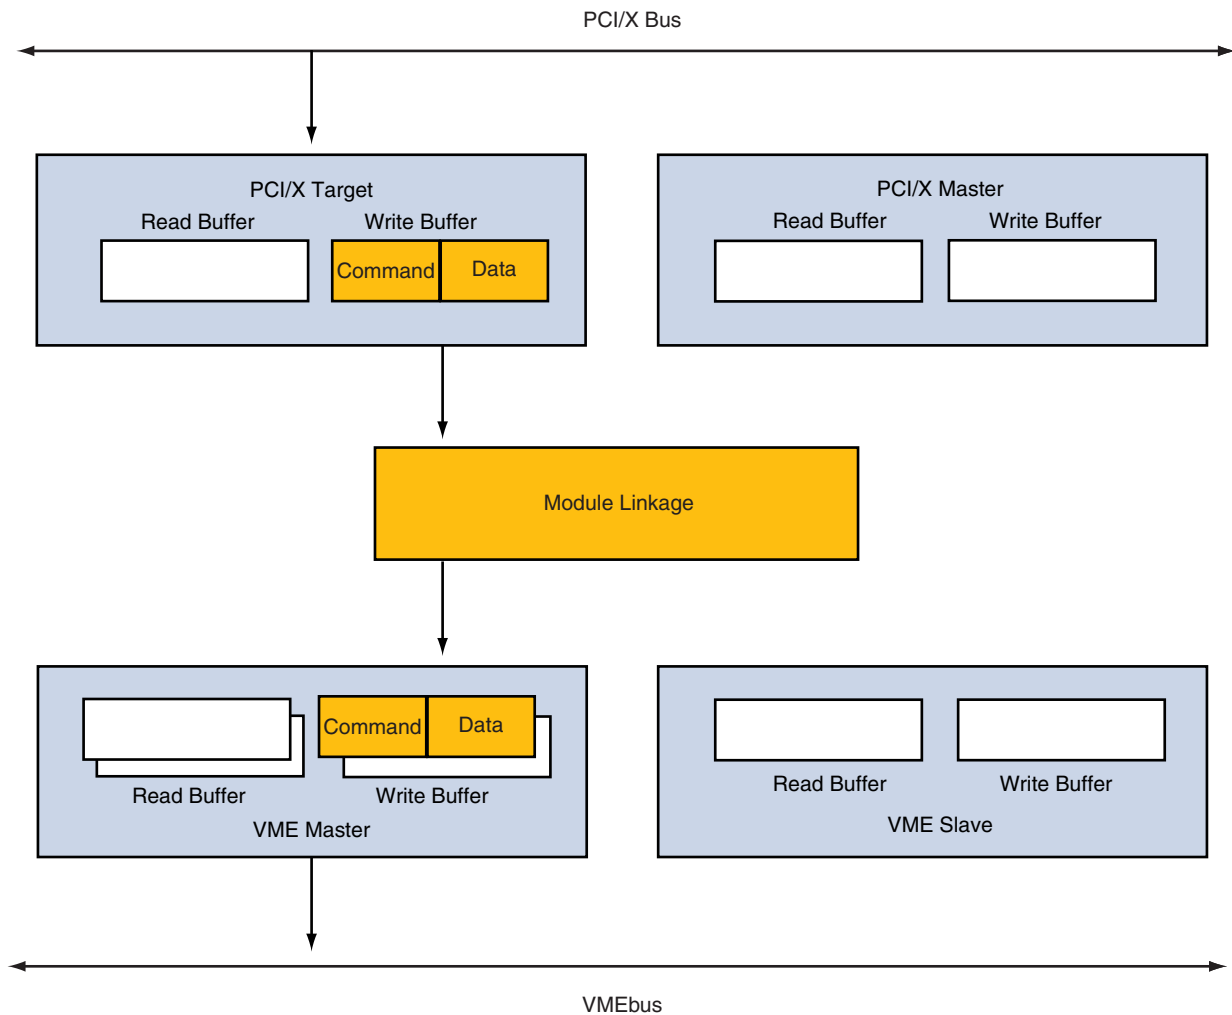 PCI/X Bus
PCI/X Target
Read Buffer
Write Buffer
Command
Data
PCI/X Master
Read Buffer
Write Buffer
Module Linkage
Command
Data
Read Buffer
Write Buffer
VME Master
Read Buffer
Write Buffer
VME Slave
VMEbus